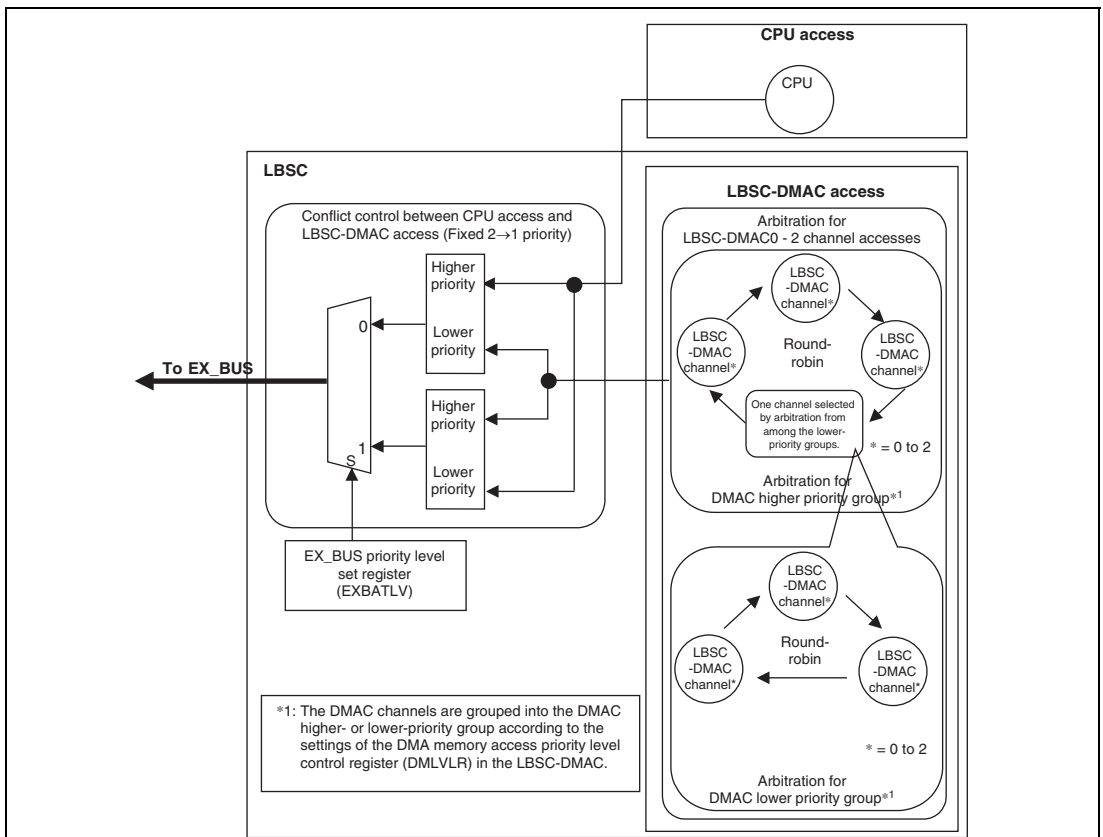 CPU access
CPU
LBSC
LBSC-DMAC access
Conflict control between CPU access and
LBSC-DMAC access (Fixed 2→1 priority)
Higher
priority
Lower
priority
0
Higher
priority
Lower
priority
1
S
To EX_BUS
EX_BUS priority level
set register
(EXBATLV)
Arbitration for
LBSC-DMAC0 - 2 channel accesses
LBSC
-DMAC
channel*
LBSC
-DMAC
channel*
Round-
robin
LBSC
-DMAC
channel*
One channel selected
by arbitration from
among the lower-
priority groups.
* = 0 to 2
Arbitration for
DMAC higher priority group*1
LBSC
-DMAC
channel*
LBSC
-DMAC
channel*
Round-
robin
LBSC
-DMAC
channel*
* = 0 to 2
Arbitration for
DMAC lower priority group*1
*1: The DMAC channels are grouped into the DMAC
higher- or lower-priority group according to the
settings of the DMA memory access priority level
control register (DMLVLR) in the LBSC-DMAC.